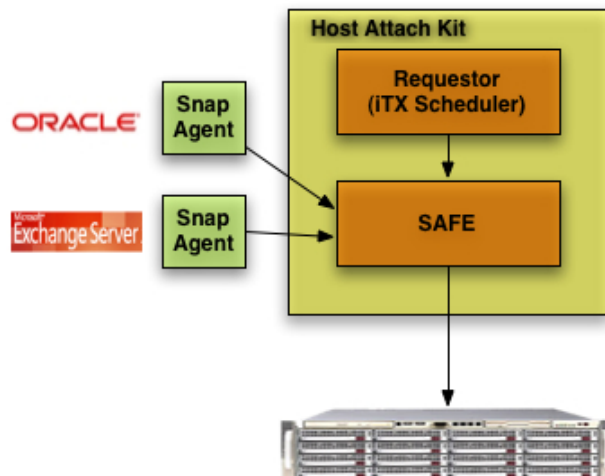 Host Attach Kit
Requestor
(iTX Scheduler)
ORACLE
Snap
Agent
Microsoft
Exchange Server
Snap
Agent
SAFE